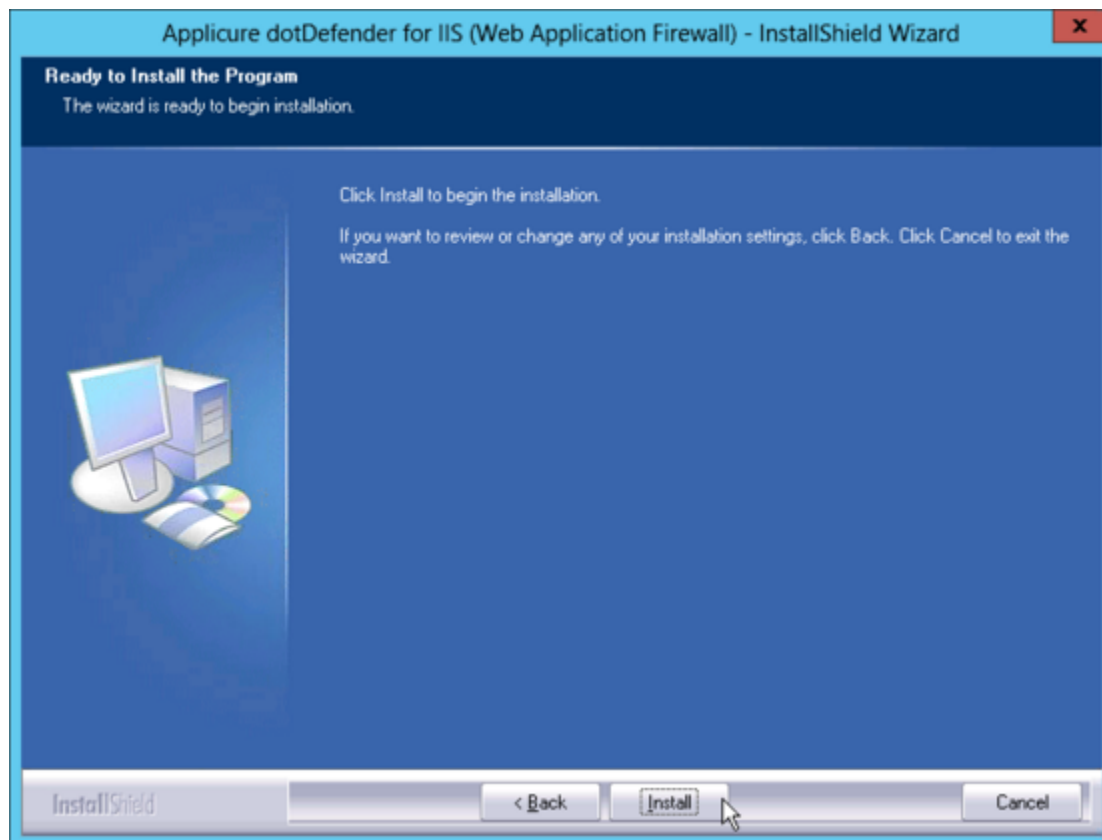 Applicure dotDefender for IIS (Web Application Firewall) - InstallShield Wizard
x
Ready to Install the Program
The wizard is ready to begin installation.
Click Install to begin the installation.
If you want to review or change any of your installation settings, click Back. Click Cancel to exit the
wizard.
InstallShield
< Back
Install
Cancel